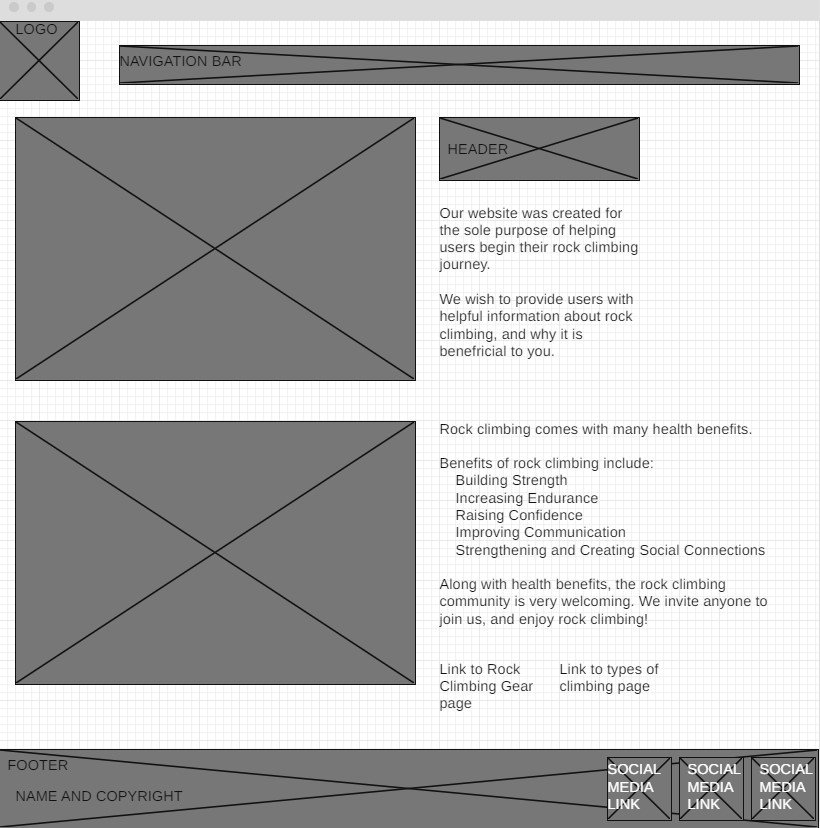 LOGO
NAVIGATION BAR
HEADER
Our website was created for
the sole purpose of helping
users begin their rock climbing
journey.
We wish to provide users with
helpful information about rock
climbing, and why it is
benefricial to you.
Rock climbing comes with many health benefits.
Benefits of rock climbing include:
Building Strength
Increasing Endurance
Raising Confidence
Improving Communication
Strengthening and Creating Social Connections
Along with health benefits, the rock climbing
community is very welcoming. We invite anyone to
join us, and enjoy rock climbing!
Link to Rock
Climbing Gear
page
Link to types of
climbing page
FOOTER
NAME AND COPYRIGHT
SOCIAL
MEDIA
LINK
SOCIAL
MEDIA
LINK
SOCIAL
MEDIA
LINK